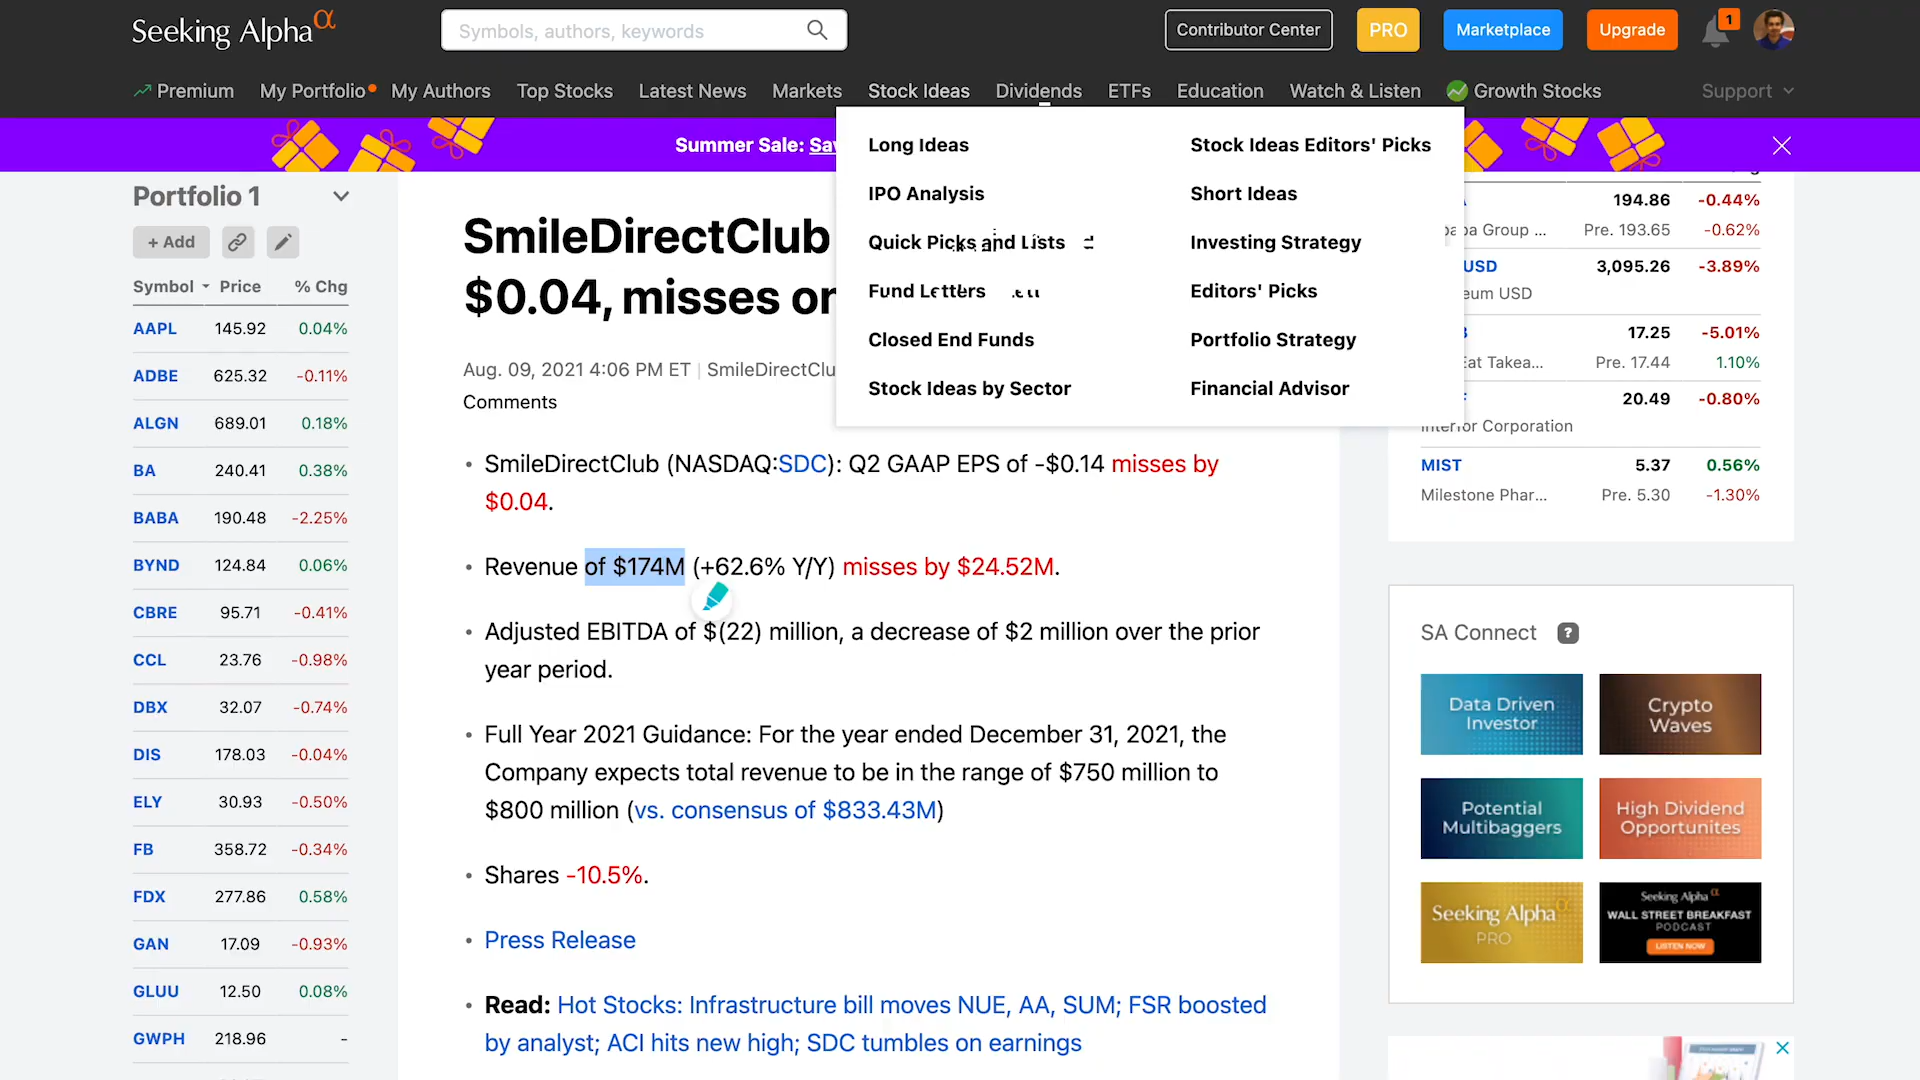 Seeking Alpha α
Symbols, authors, keywords
Contributor Center
PRO
Marketplace
Upgrade
1
Premium
My Portfolio
My Authors
Top Stocks
Latest News
Markets
Stock Ideas
Dividends
ETFs
Education
Watch & Listen
Growth Stocks
Support
Summer Sale:
Long Ideas
Stock Ideas Editors' Picks
IPO Analysis
Short Ideas
Quick Picks and Lists
Investing Strategy
Fund Letters
Editors' Picks
Closed End Funds
Portfolio Strategy
Stock Ideas by Sector
Financial Advisor
Portfolio 1
+ Add
Symbol Price % Chg
AAPL 145.92 0.04%
ADBE 625.32 -0.11%
ALGN 689.01 0.18%
BA 240.41 0.38%
BABA 190.48 -2.25%
BYND 124.84 0.06%
CBRE 95.71 -0.41%
CCL 23.76 -0.98%
DBX 32.07 -0.74%
DIS 178.03 -0.04%
ELY 30.93 -0.50%
FB 358.72 -0.34%
FDX 277.86 0.58%
GAN 17.09 -0.93%
GLUU 12.50 0.08%
GWPH 218.96 -
SmileDirectClub
$0.04, misses on
Aug. 09, 2021 4:06 PM ET | SmileDirectClu
Comments
• SmileDirectClub (NASDAQ:SDC): Q2 GAAP EPS of -$0.14 misses by
$0.04.
• Revenue of $174M (+62.6% Y/Y) misses by $24.52M.
• Adjusted EBITDA of $(22) million, a decrease of $2 million over the prior
year period.
• Full Year 2021 Guidance: For the year ended December 31, 2021, the
Company expects total revenue to be in the range of $750 million to
$800 million (vs. consensus of $833.43M)
• Shares -10.5%.
• Press Release
• Read: Hot Stocks: Infrastructure bill moves NUE, AA, SUM; FSR boosted
by analyst; ACI hits new high; SDC tumbles on earnings
194.86 -0.44%
Group ... Pre. 193.65 -0.62%
USD 3,095.26 -3.89%
eum USD
17.25 -5.01%
Eat Takea... Pre. 17.44 1.10%
20.49 -0.80%
Interfor Corporation
MIST 5.37 0.56%
Milestone Phar... Pre. 5.30 -1.30%
SA Connect ?
Data Driven
Investor
Crypto
Waves
Potential
Multibaggers
High Dividend
Opportunites
Seeking Alpha α
PRO
Seeking Alpha α
WALL STREET BREAKFAST
PODCAST
LISTEN NOW